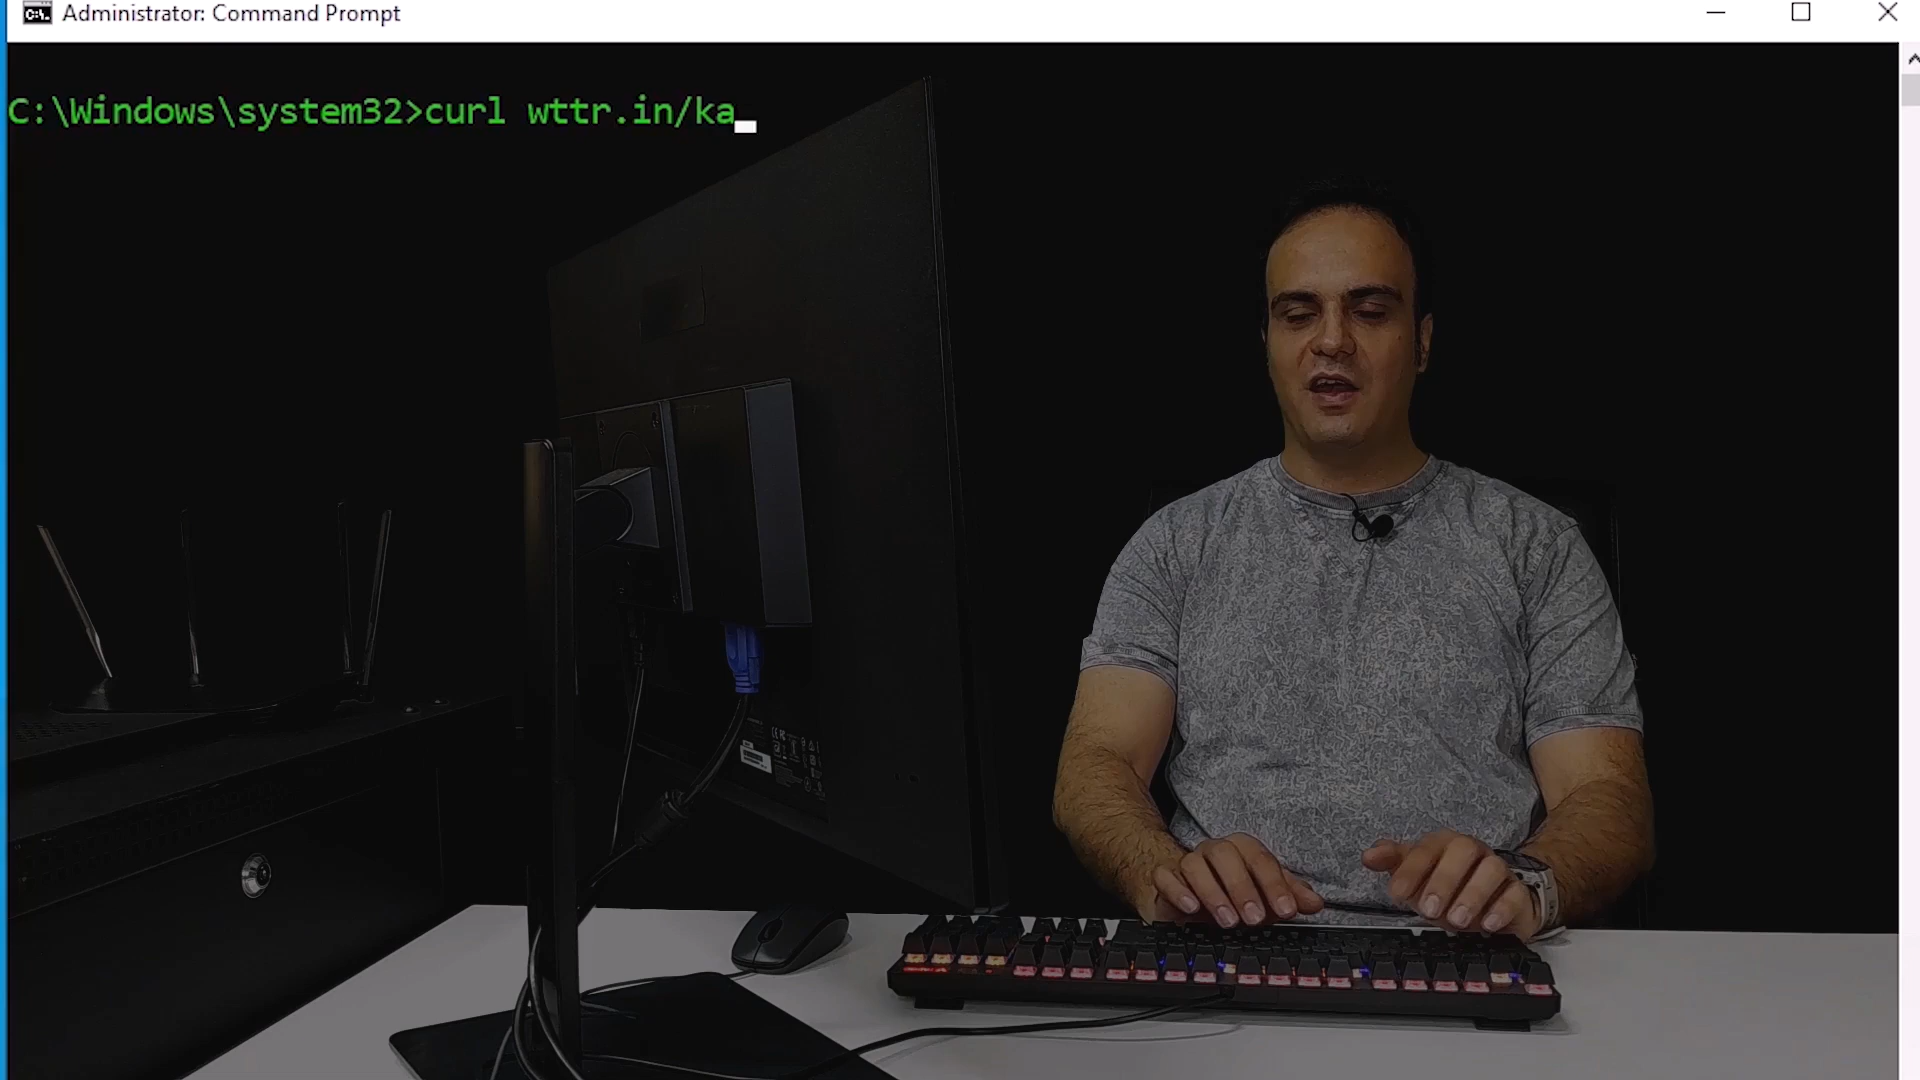 Administrator: Command Prompt
C:\Windows\system32>curl wttr.in/ka